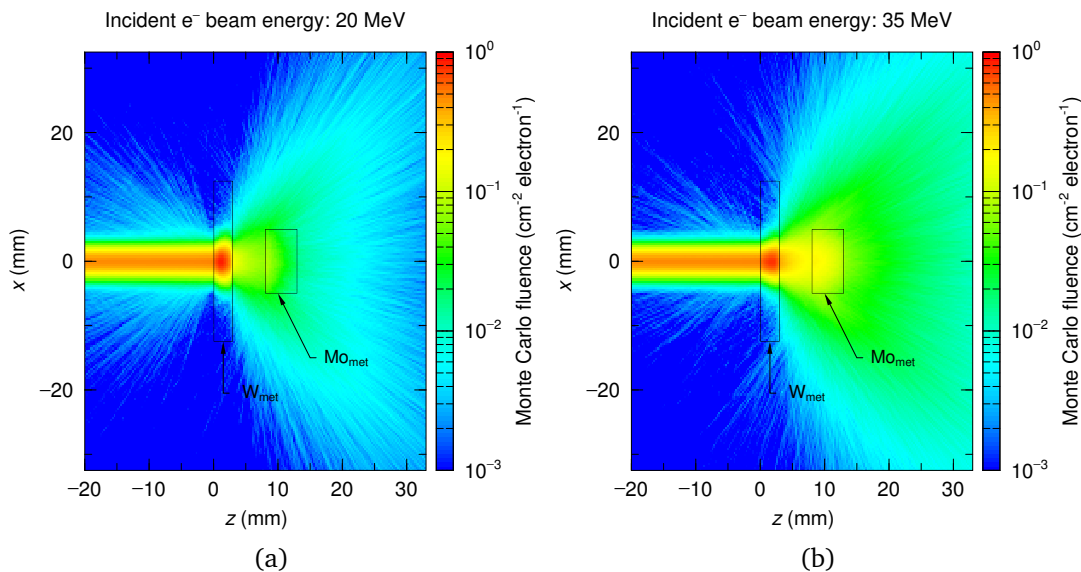 Incident e⁻ beam energy: 20 MeV
x (mm)
20
0
−20
−20
−10
0
10
20
30
z (mm)
Mo_met
W_met
10⁰
10⁻¹
10⁻²
10⁻³
Monte Carlo fluence (cm⁻² electron⁻¹)
(a)
Incident e⁻ beam energy: 35 MeV
x (mm)
20
0
−20
−20
−10
0
10
20
30
z (mm)
Mo_met
W_met
10⁰
10⁻¹
10⁻²
10⁻³
Monte Carlo fluence (cm⁻² electron⁻¹)
(b)